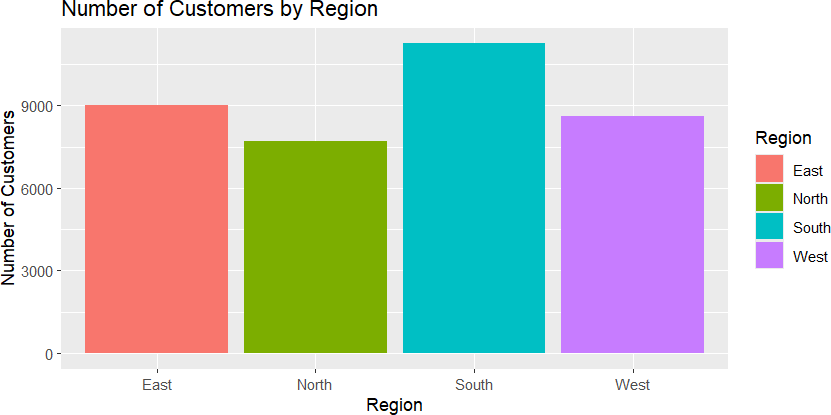 Number of Customers by Region
Number of Customers
9000
6000
3000
0
East
North
South
West
Region
Region
East
North
South
West